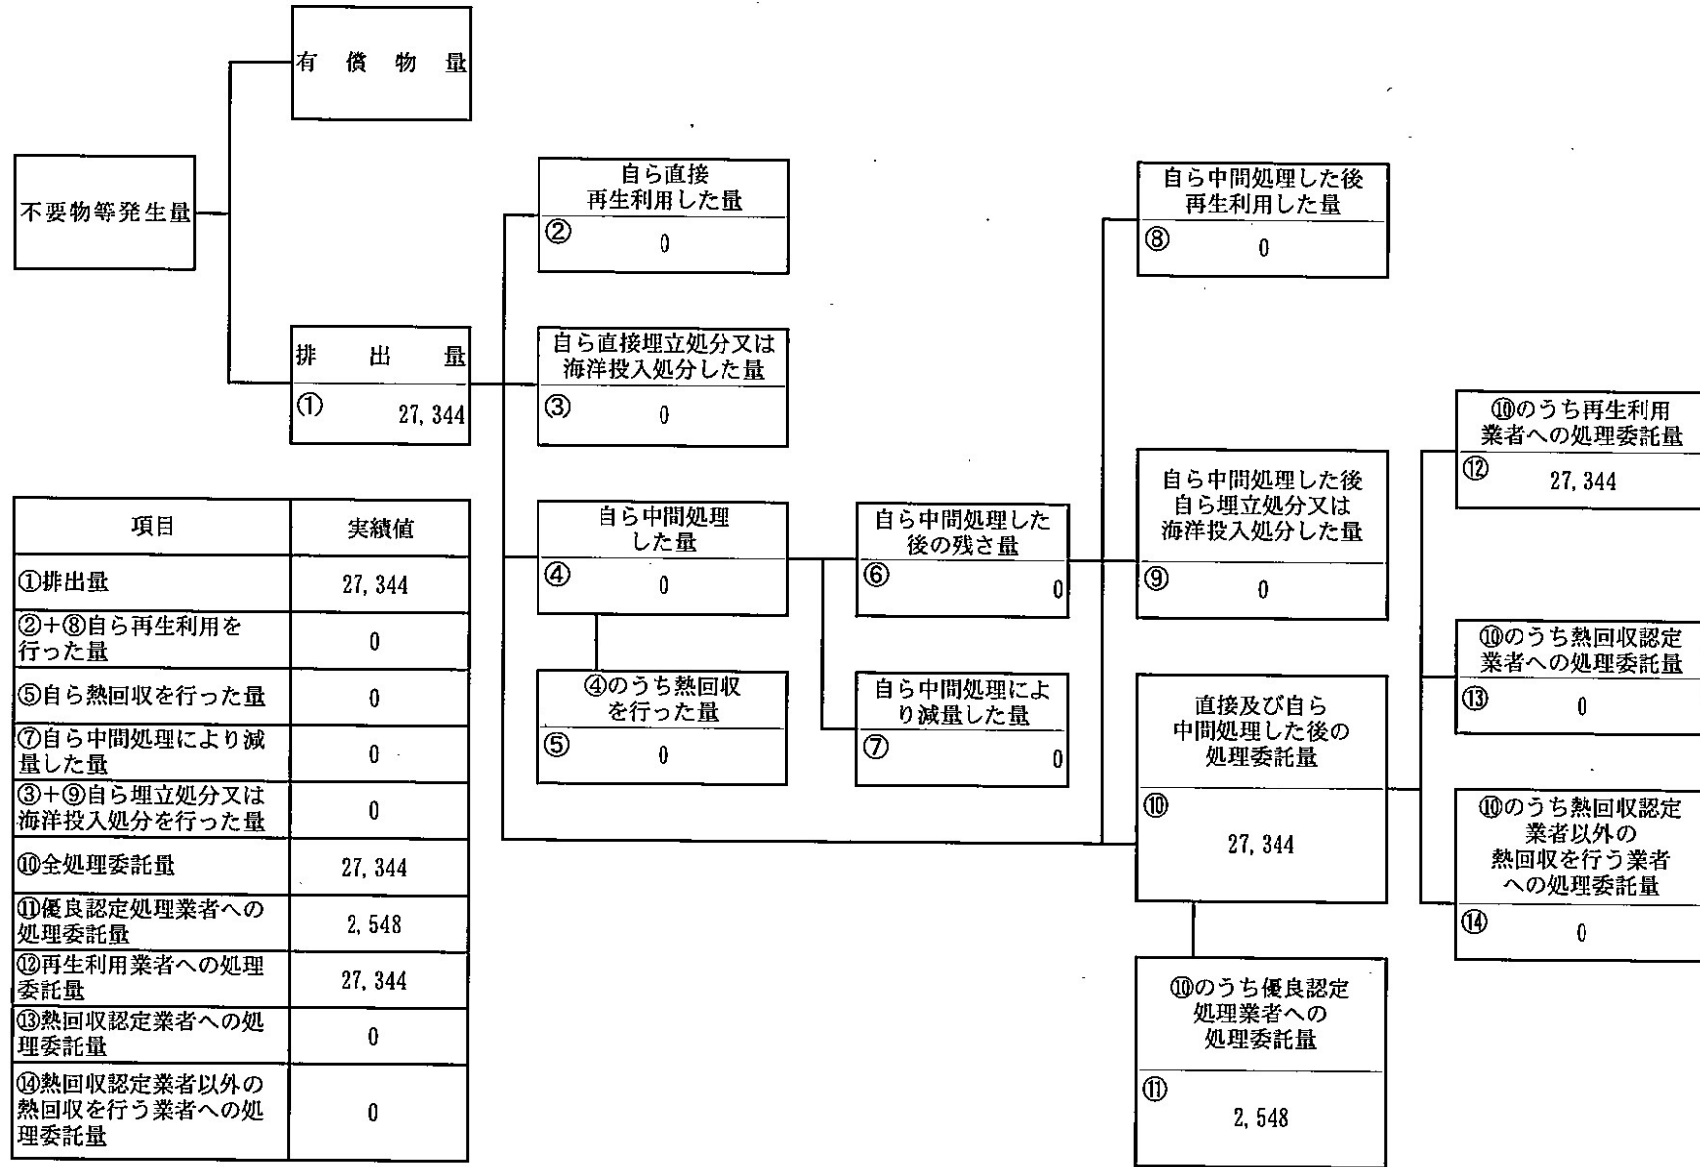 有償物量
不要物等発生量
排出量
①
27,344
自ら直接
再生利用した量
②
0
自ら直接埋立処分又は
海洋投入処分した量
③
0
自ら中間処理
した量
④
0
④のうち熱回収
を行った量
⑤
0
自ら中間処理した
後の残さ量
⑥
0
自ら中間処理によ
り減量した量
⑦
0
自ら中間処理した後
再生利用した量
⑧
0
自ら中間処理した後
自ら埋立処分又は
海洋投入処分した量
⑨
0
直接及び自ら
中間処理した後の
処理委託量
⑩
27,344
⑩のうち優良認定
処理業者への
処理委託量
⑪
2,548
⑩のうち再生利用
業者への処理委託量
⑫
27,344
⑩のうち熱回収認定
業者への処理委託量
⑬
0
⑩のうち熱回収認定
業者以外の
熱回収を行う業者
への処理委託量
⑭
0
項目 実績値
①排出量 27,344
②+⑧自ら再生利用を
行った量 0
⑤自ら熱回収を行った量 0
⑦自ら中間処理により減
量した量 0
③+⑨自ら埋立処分又は
海洋投入処分を行った量 0
⑩全処理委託量 27,344
⑪優良認定処理業者への
処理委託量 2,548
⑫再生利用業者への処理
委託量 27,344
⑬熱回収認定業者への処
理委託量 0
⑭熱回収認定業者以外の
熱回収を行う業者への処
理委託量 0